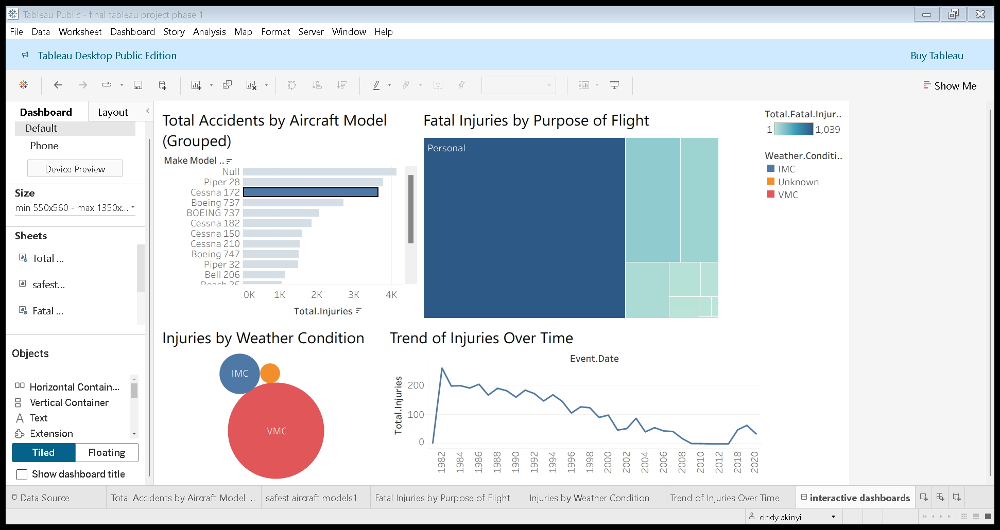 Tableau Public - final tableau project phase 1
File Data Worksheet Dashboard Story Analysis Map Format Server Window Help
Tableau Desktop Public Edition
Buy Tableau
Show Me
Dashboard
Layout
Default
Phone
Device Preview
Size
min 550x560 - max 1350x...
Sheets
Total ...
safest...
Fatal ...
Objects
Horizontal Contain...
Vertical Container
Text
Extension
Tiled
Floating
Show dashboard title
Total Accidents by Aircraft Model
(Grouped)
Make Model ..
Null
Piper 28
Cessna 172
Boeing 737
BOEING 737
Cessna 182
Cessna 150
Cessna 210
Boeing 747
Piper 32
Bell 206
Beech 35
0K 1K 2K 3K 4K
Total.Injuries
Fatal Injuries by Purpose of Flight
Personal
Total.Fatal.Injur..
1 1,039
Weather.Conditi..
IMC
Unknown
VMC
Injuries by Weather Condition
IMC
VMC
Trend of Injuries Over Time
Event.Date
Total.Injuries
200
100
0
1982 1984 1986 1988 1990 1992 1994 1996 1998 2000 2002 2004 2006 2008 2010 2012 2018 2020
Data Source
Total Accidents by Aircraft Model ...
safest aircraft models1
Fatal Injuries by Purpose of Flight
Injuries by Weather Condition
Trend of Injuries Over Time
interactive dashboards
cindy akinyi